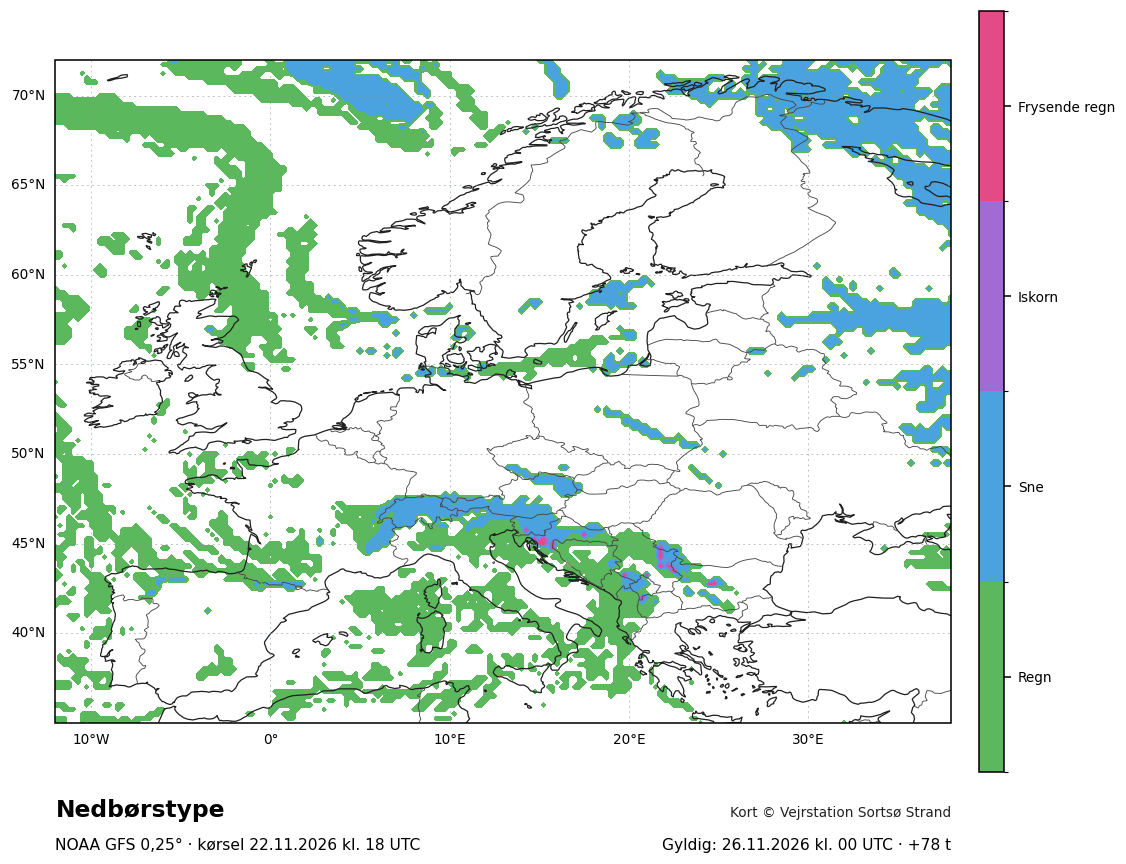 Frysende regn
Iskorn
Sne
Regn
70°N
65°N
60°N
55°N
50°N
45°N
40°N
10°W
0°
10°E
20°E
30°E
Nedbørstype
Kort © Vejrstation Sortsø Strand
NOAA GFS 0,25° · kørsel 22.11.2026 kl. 18 UTC
Gyldig: 26.11.2026 kl. 00 UTC · +78 t